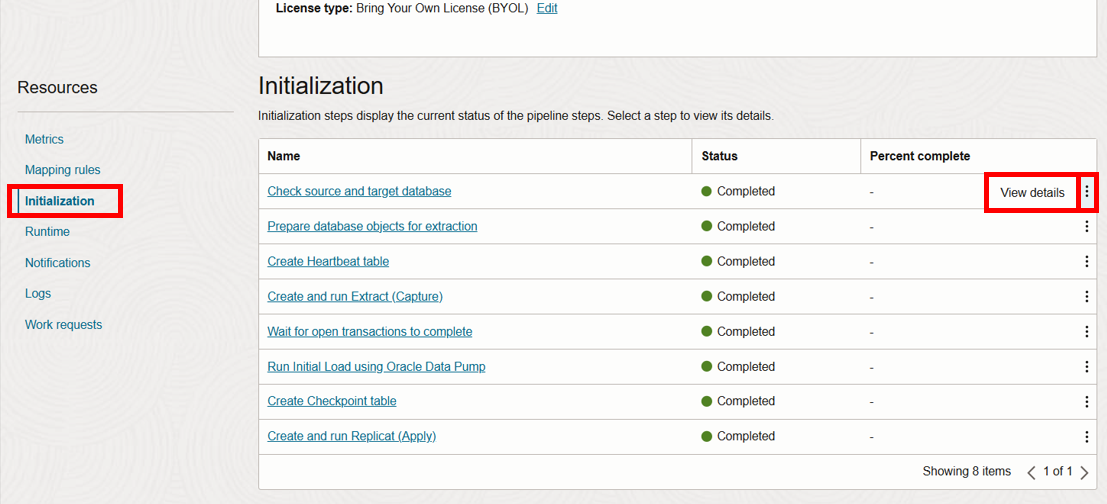 License type: Bring Your Own License (BYOL) Edit
Resources
Metrics
Mapping rules
Initialization
Runtime
Notifications
Logs
Work requests
Initialization
Initialization steps display the current status of the pipeline steps. Select a step to view its details.
Name Status Percent complete
Check source and target database Completed - View details
Prepare database objects for extraction Completed -
Create Heartbeat table Completed -
Create and run Extract (Capture) Completed -
Wait for open transactions to complete Completed -
Run Initial Load using Oracle Data Pump Completed -
Create Checkpoint table Completed -
Create and run Replicat (Apply) Completed -
Showing 8 items 1 of 1